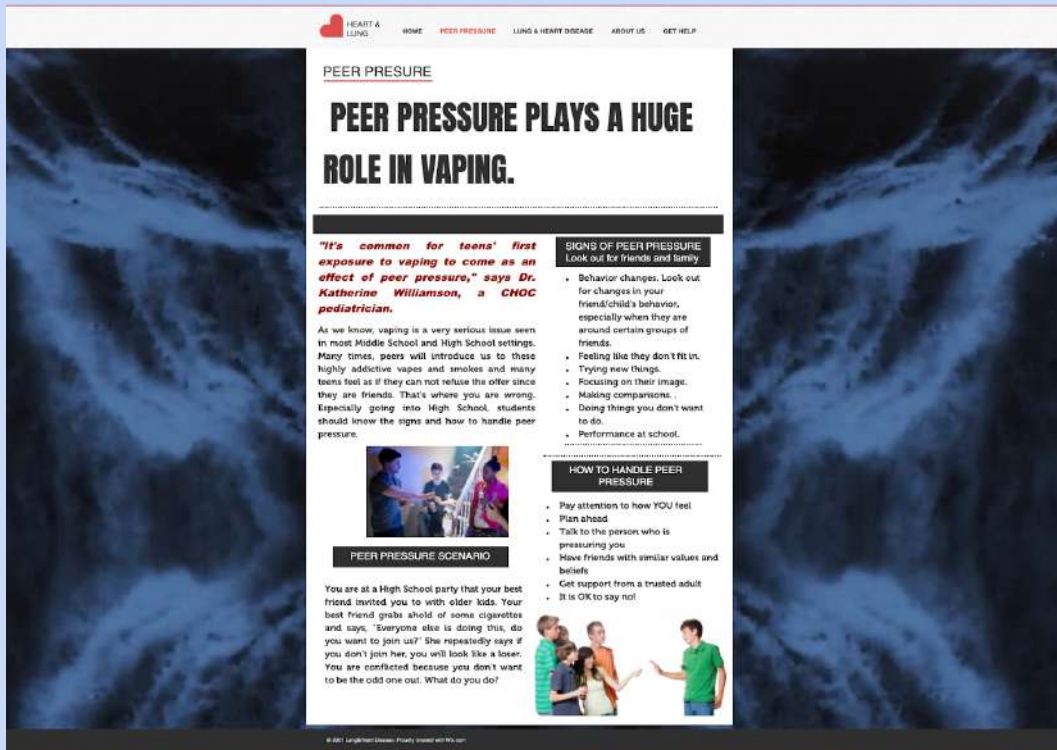 HEART &
LUNG
HOME PEER PRESSURE LUNG & HEART DISEASE ABOUT US GET HELP
PEER PRESURE
PEER PRESSURE PLAYS A HUGE
ROLE IN VAPING.
"It's common for teens' first
exposure to vaping to come as an
effect of peer pressure," says Dr.
Katherine Williamson, a CHOC
pediatrician.
As we know, vaping is a very serious issue seen
in most Middle School and High School settings.
Many times, peers will introduce us to these
highly addictive vapes and smokes and many
teens feel as if they can not refuse the offer since
they are friends. That's where you are wrong.
Especially going into High School, students
should know the signs and how to handle peer
pressure.
PEER PRESSURE SCENARIO
You are at a High School party that your best
friend invited you to with older kids. Your
best friend grabs ahold of some cigarettes
and says, "Everyone else is doing this, do
you want to join us?" She repeatedly says if
you don't join her, you will look like a loser.
You are conflicted because you don't want
to be the odd one out. What do you do?
SIGNS OF PEER PRESSURE
Look out for friends and family
• Behavior changes. Look out
for changes in your
friend/child's behavior,
especially when they are
around certain groups of
friends.
• Feeling like they don't fit in.
• Trying new things.
• Focusing on their image.
• Making comparisons. .
• Doing things you don't want
to do.
• Performance at school.
HOW TO HANDLE PEER
PRESSURE
• Pay attention to how YOU feel
• Plan ahead
• Talk to the person who is
pressuring you
• Have friends with similar values and
beliefs
• Get support from a trusted adult
• It is OK to say no!
© 2021 Lung&Heart Disease. Proudly created with Wix.com